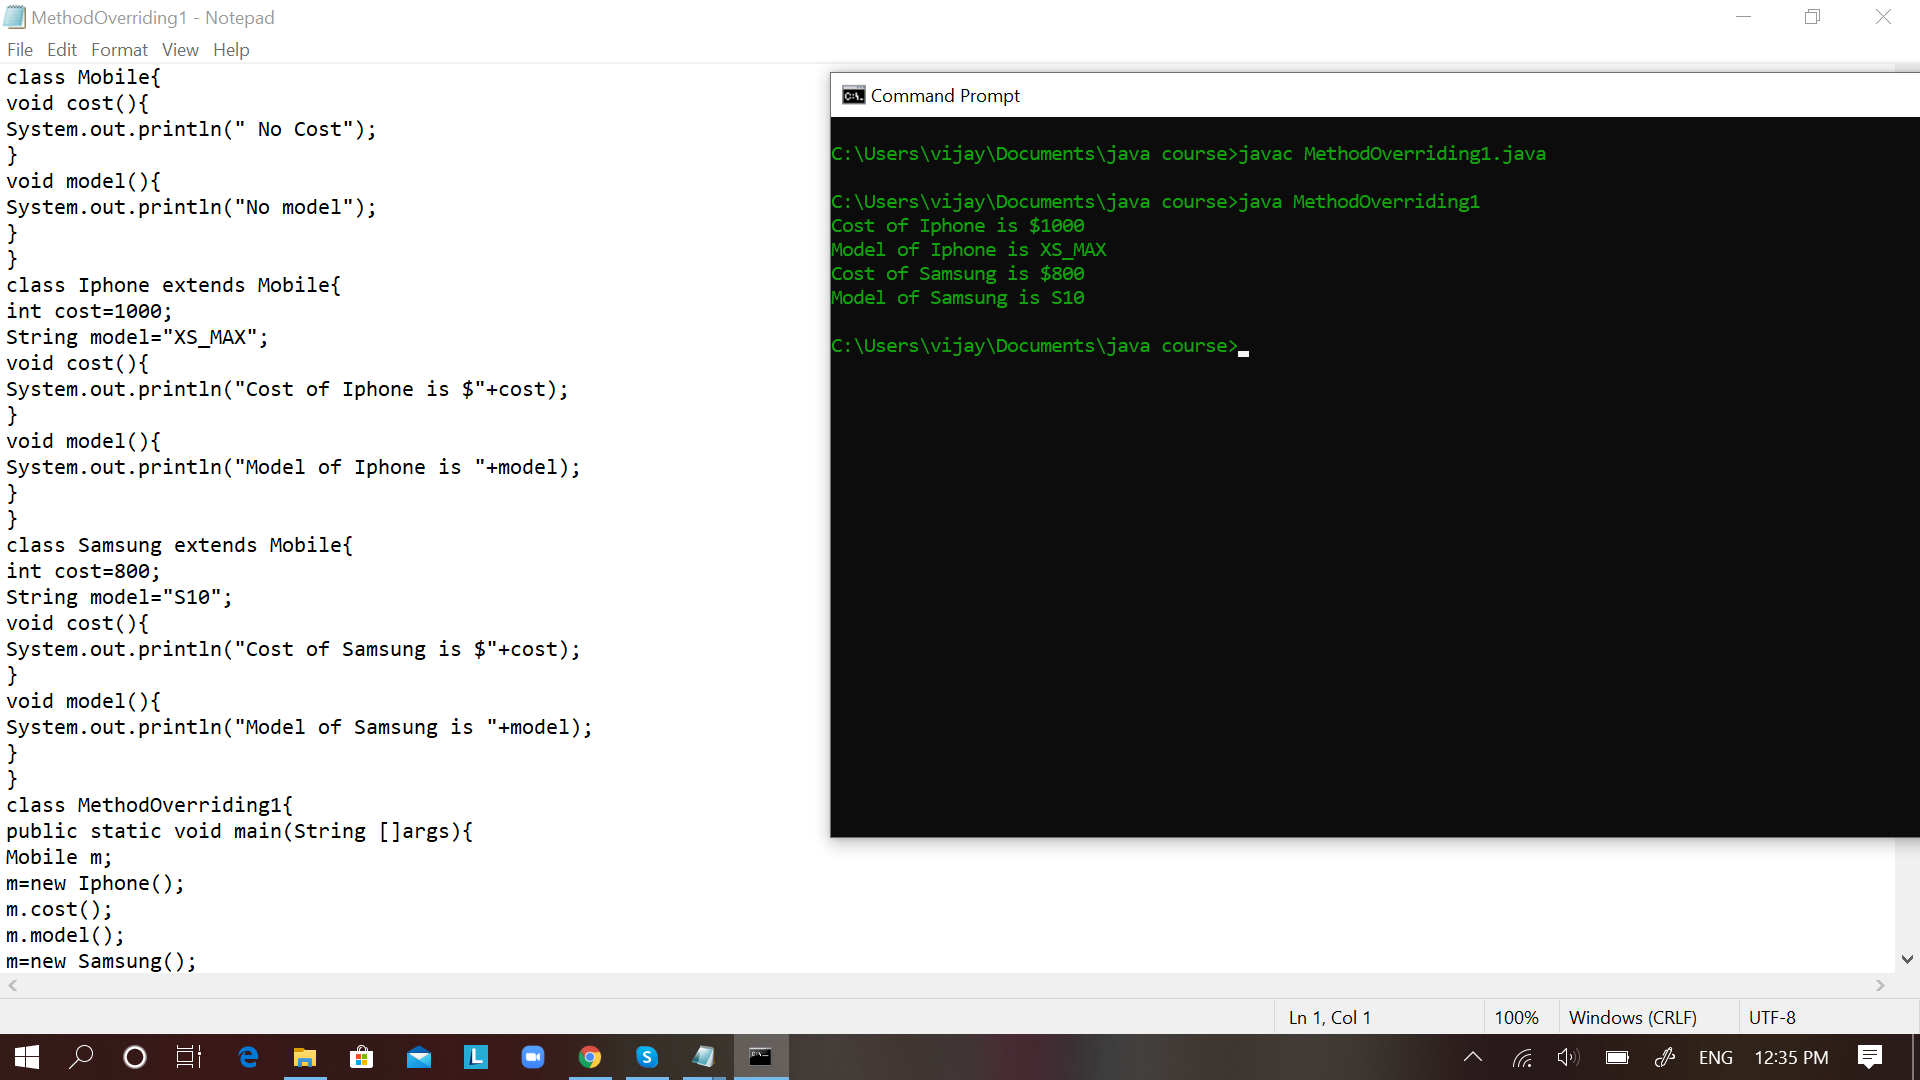 MethodOverriding1 - Notepad
File Edit Format View Help
class Mobile{
void cost(){
System.out.println(" No Cost");
}
void model(){
System.out.println("No model");
}
}
class Iphone extends Mobile{
int cost=1000;
String model="XS_MAX";
void cost(){
System.out.println("Cost of Iphone is $"+cost);
}
void model(){
System.out.println("Model of Iphone is "+model);
}
}
class Samsung extends Mobile{
int cost=800;
String model="S10";
void cost(){
System.out.println("Cost of Samsung is $"+cost);
}
void model(){
System.out.println("Model of Samsung is "+model);
}
}
class MethodOverriding1{
public static void main(String []args){
Mobile m;
m=new Iphone();
m.cost();
m.model();
m=new Samsung();
Command Prompt
C:\Users\vijay\Documents\java course>javac MethodOverriding1.java
C:\Users\vijay\Documents\java course>java MethodOverriding1
Cost of Iphone is $1000
Model of Iphone is XS_MAX
Cost of Samsung is $800
Model of Samsung is S10
C:\Users\vijay\Documents\java course>
Ln 1, Col 1 100% Windows (CRLF) UTF-8
ENG 12:35 PM